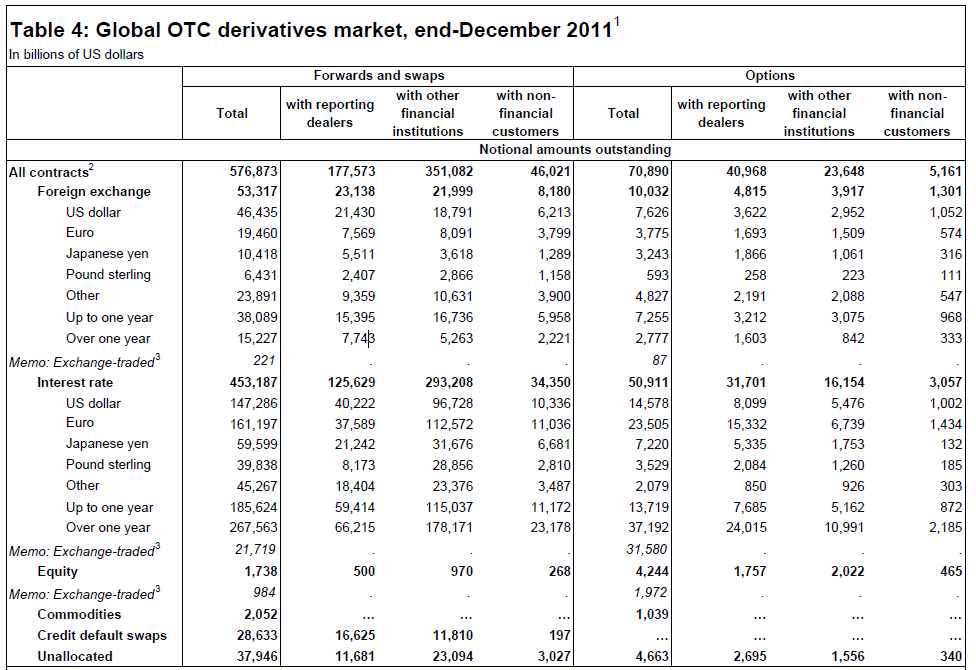 Table 4: Global OTC derivatives market, end-December 2011¹
In billions of US dollars
Forwards and swaps Options
Total with reporting dealers with other financial institutions with non-financial customers Total with reporting dealers with other financial institutions with non-financial customers
Notional amounts outstanding
All contracts² 576,873 177,573 351,082 46,021 70,890 40,968 23,648 5,161
Foreign exchange 53,317 23,138 21,999 8,180 10,032 4,815 3,917 1,301
US dollar 46,435 21,430 18,791 6,213 7,626 3,622 2,952 1,052
Euro 19,460 7,569 8,091 3,799 3,775 1,693 1,509 574
Japanese yen 10,418 5,511 3,618 1,289 3,243 1,866 1,061 316
Pound sterling 6,431 2,407 2,866 1,158 593 258 223 111
Other 23,891 9,359 10,631 3,900 4,827 2,191 2,088 547
Up to one year 38,089 15,395 16,736 5,958 7,255 3,212 3,075 968
Over one year 15,227 7,743 5,263 2,221 2,777 1,603 842 333
Memo: Exchange-traded³ 221 . . . 87 . . .
Interest rate 453,187 125,629 293,208 34,350 50,911 31,701 16,154 3,057
US dollar 147,286 40,222 96,728 10,336 14,578 8,099 5,476 1,002
Euro 161,197 37,589 112,572 11,036 23,505 15,332 6,739 1,434
Japanese yen 59,599 21,242 31,676 6,681 7,220 5,335 1,753 132
Pound sterling 39,838 8,173 28,856 2,810 3,529 2,084 1,260 185
Other 45,267 18,404 23,376 3,487 2,079 850 926 303
Up to one year 185,624 59,414 115,037 11,172 13,719 7,685 5,162 872
Over one year 267,563 66,215 178,171 23,178 37,192 24,015 10,991 2,185
Memo: Exchange-traded³ 21,719 . . . 31,580 . . .
Equity 1,738 500 970 268 4,244 1,757 2,022 465
Memo: Exchange-traded³ 984 . . . 1,972 . . .
Commodities 2,052 ... ... ... 1,039 ... ... ...
Credit default swaps 28,633 16,625 11,810 197 ... ... ... ...
Unallocated 37,946 11,681 23,094 3,027 4,663 2,695 1,556 340